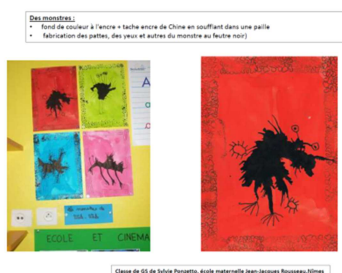 Des monstres :
• fond de couleur à l'encre + tache encre de Chine en soufflant dans une paille
• fabrication des pattes, des yeux et autres du monstre au feutre noir)
A
ECOLE ET CINEMA
Classe de GS de Sylvie Ponzetto, école maternelle Jean-Jacques Rousseau, Nîmes